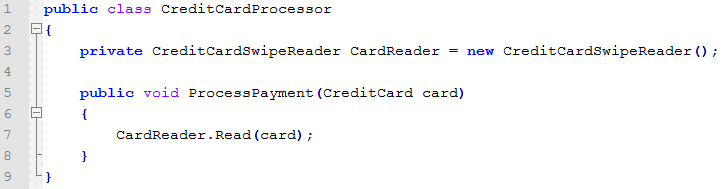 1 public class CreditCardProcessor
2 {
3 private CreditCardSwipeReader CardReader = new CreditCardSwipeReader();
4
5 public void ProcessPayment(CreditCard card)
6 {
7 CardReader.Read(card);
8 }
9 }